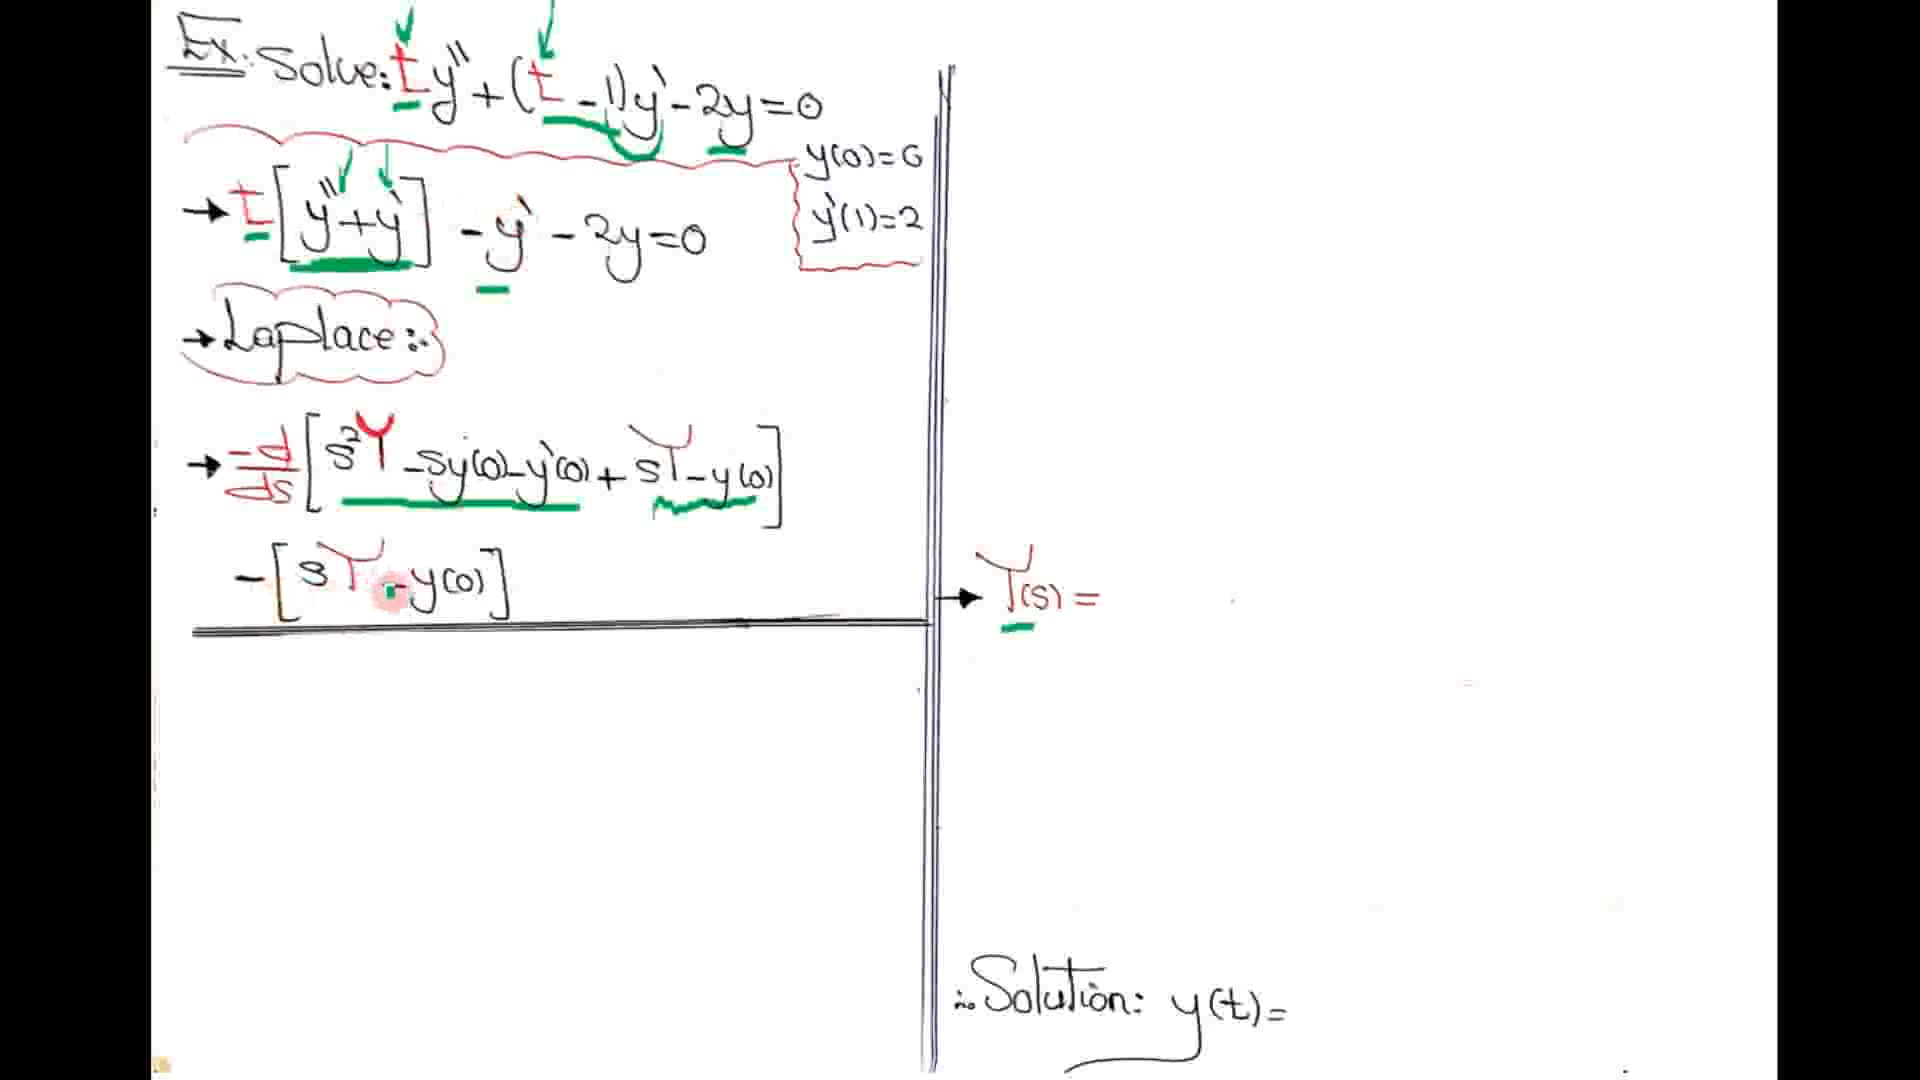 Ex. Solve: ty'' + (t - 1)y' - 2y = 0
y(0) = 0
y'(1) = 2
→ t[y'' + y'] - y' - 2y = 0
→ Laplace:-
→ -d/ds [s²Y - sy(0) - y'(0) + sY - y(0)]
- [sY - y(0)]
→ Y(s) =
∴ Solution: y(t) =